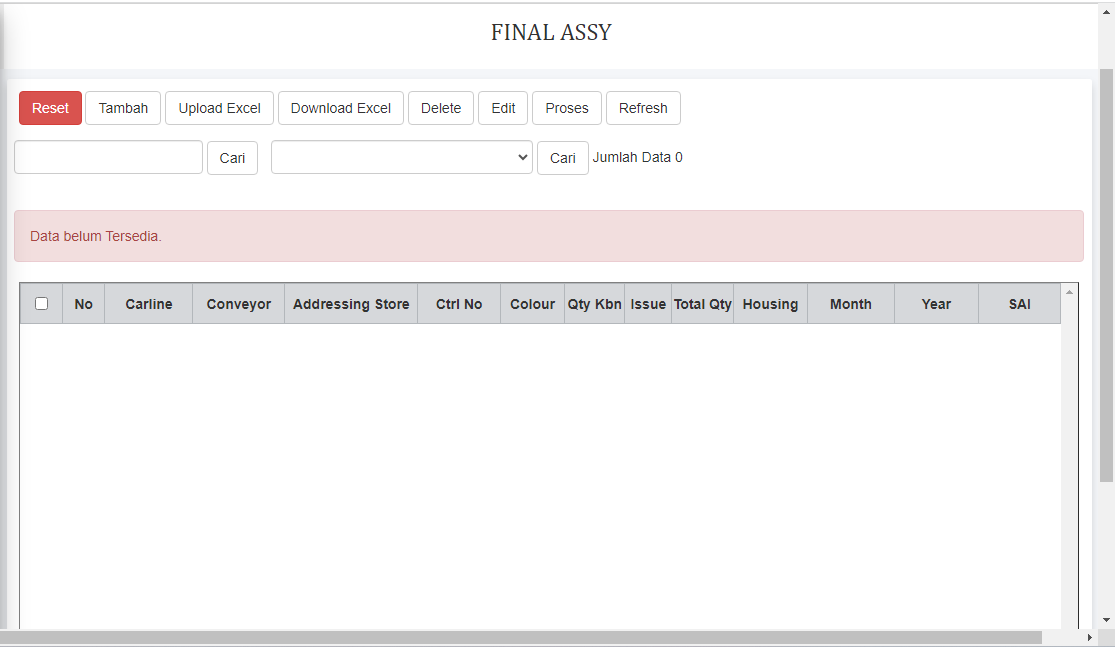 FINAL ASSY
Reset Tambah Upload Excel Download Excel Delete Edit Proses Refresh
Cari Cari Jumlah Data 0
Data belum Tersedia.
No Carline Conveyor Addressing Store Ctrl No Colour Qty Kbn Issue Total Qty Housing Month Year SAI